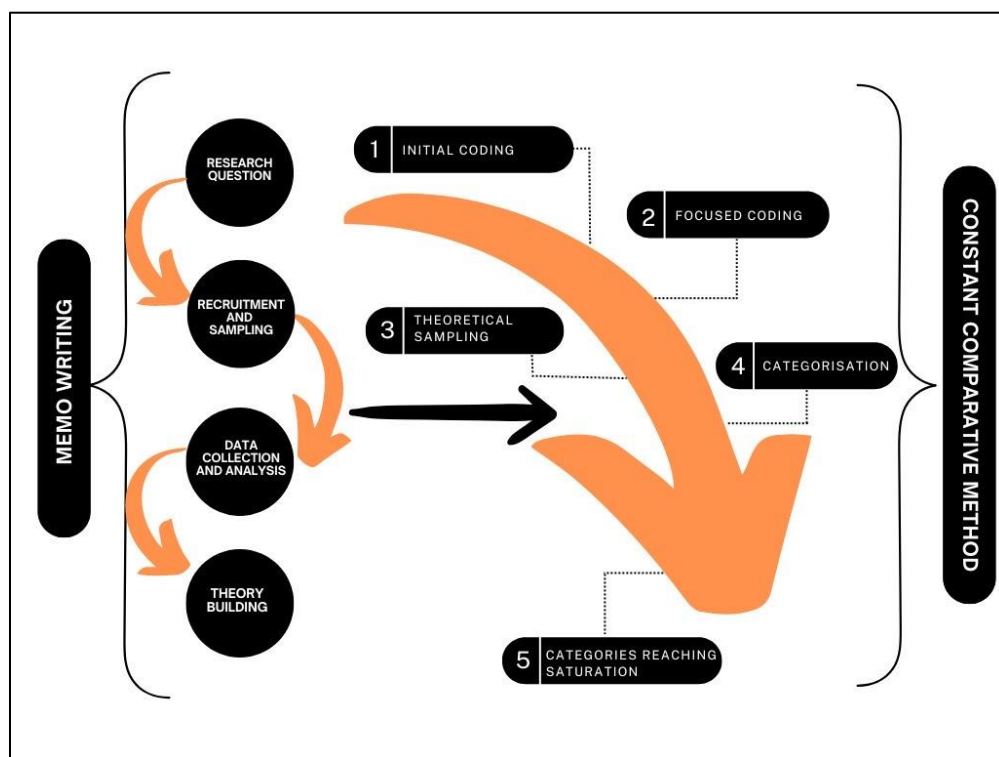 MEMO WRITING
RESEARCH
QUESTION
RECRUITMENT
AND
SAMPLING
DATA
COLLECTION
AND ANALYSIS
THEORY
BUILDING
1 INITIAL CODING
2 FOCUSED CODING
3 THEORETICAL
SAMPLING
4 CATEGORISATION
5 CATEGORIES REACHING
SATURATION
CONSTANT COMPARATIVE METHOD